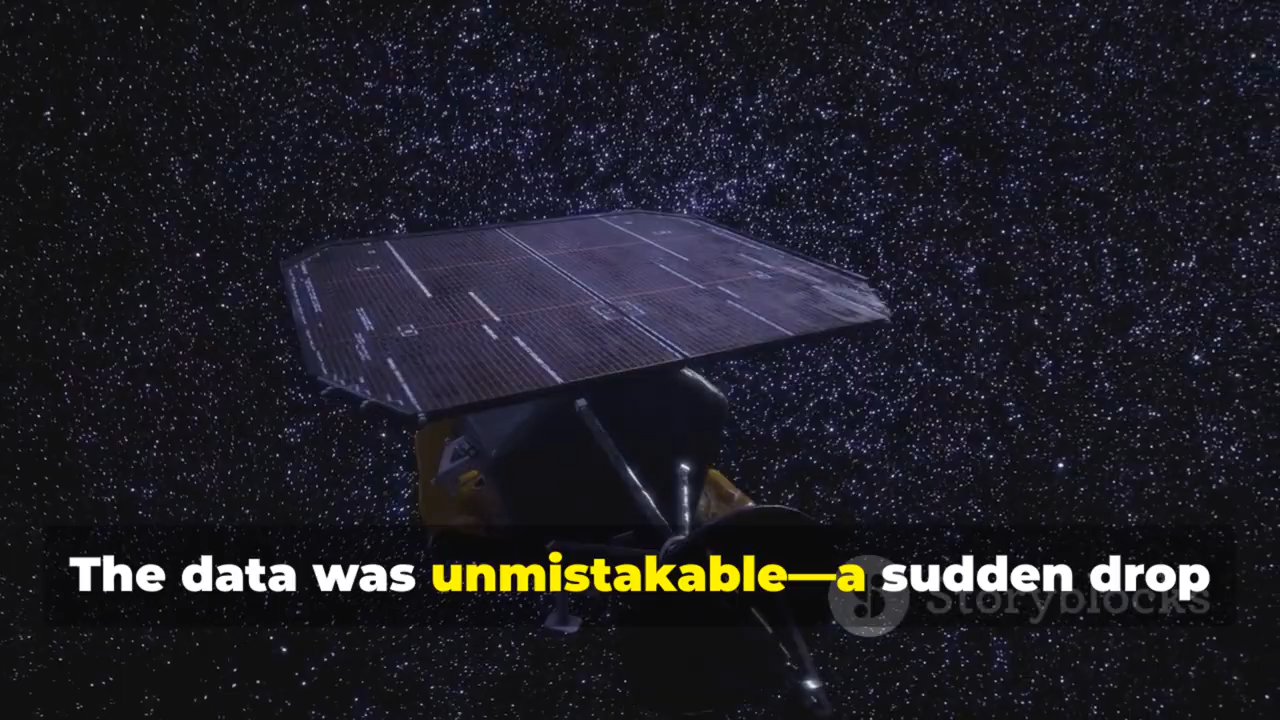 The data was unmistakable—a sudden drop
Storyblocks